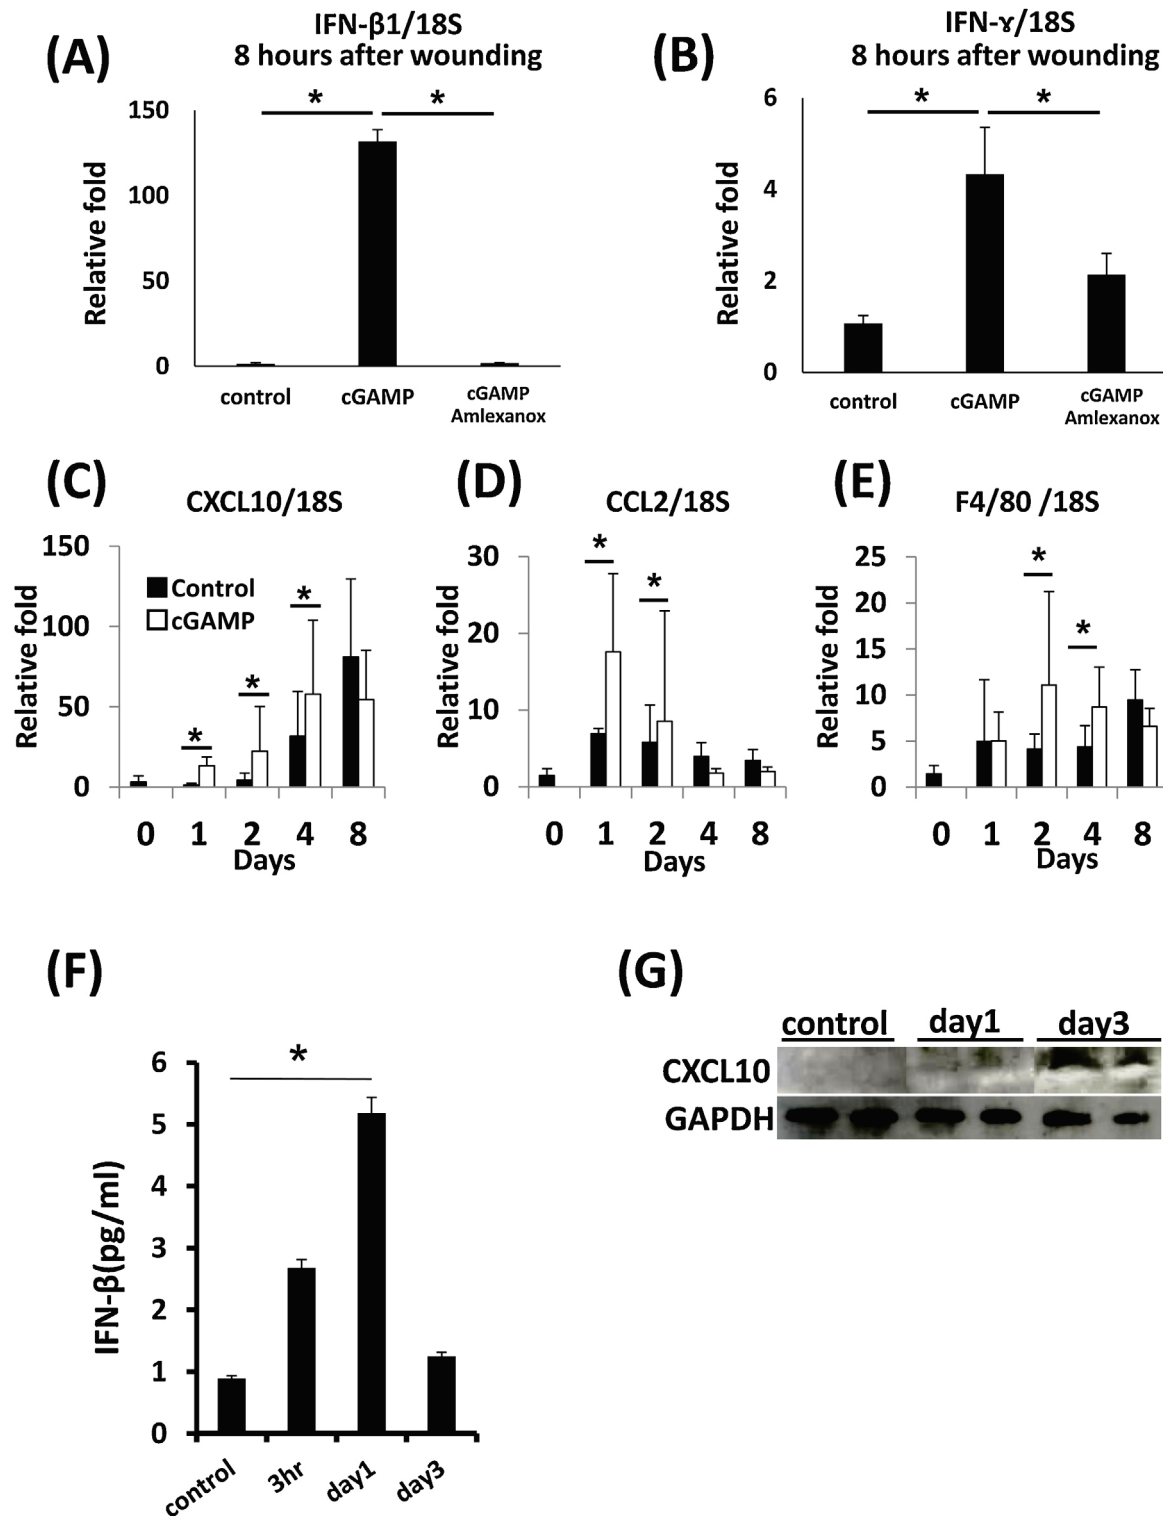 (A)
IFN-β1/18S
8 hours after wounding
*
*
Relative fold
150
100
50
0
control
cGAMP
cGAMP
Amlexanox
(B)
IFN-ɤ/18S
8 hours after wounding
*
*
Relative fold
6
4
2
0
control
cGAMP
cGAMP
Amlexanox
(C)
CXCL10/18S
Relative fold
150
100
50
0
Control
cGAMP
*
*
*
0 1 2 4 8
Days
(D)
CCL2/18S
Relative fold
30
20
10
0
*
*
0 1 2 4 8
Days
(E)
F4/80 /18S
Relative fold
25
20
15
10
5
0
*
*
0 1 2 4 8
Days
(F)
IFN-β(pg/ml)
6
5
4
3
2
1
0
*
control
3hr
day1
day3
(G)
control day1 day3
CXCL10
GAPDH